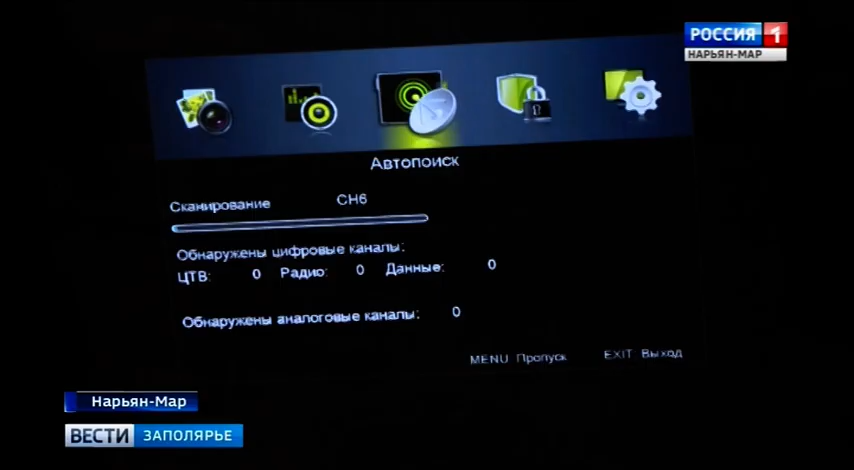 РОССИЯ 1
НАРЬЯН-МАР
Автопоиск
Сканирование CH6
Обнаружены цифровые каналы:
ЦТВ: 0 Радио: 0 Данные: 0
Обнаружены аналоговые каналы: 0
MENU Пропуск EXIT Выход
Нарьян-Мар
ВЕСТИ ЗАПОЛЯРЬЕ